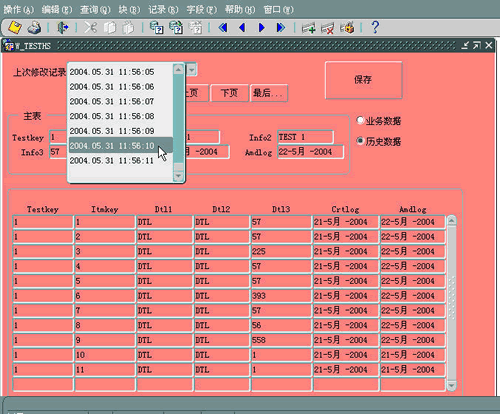 操作(A) 编辑(E) 查询(Q) 块(B) 记录(R) 字段(F) 帮助(H) 窗口(W)
W_TESTHS
上次修改记录
2004.05.31 11:56:05
2004.05.31 11:56:06
2004.05.31 11:56:07
2004.05.31 11:56:08
2004.05.31 11:56:09
2004.05.31 11:56:10
2004.05.31 11:56:11
保存
上页 下页 最后...
主表
业务数据
历史数据
Testkey 1 1 Info2 TEST 1
Info3 57 月 -2004 Amdlog 22-5月 -2004
Testkey Itmkey Dtl1 Dtl2 Dtl3 Crtlog Amdlog
1 1 DTL DTL 57 21-5月 -2004 22-5月 -2004
1 2 DTL DTL 57 21-5月 -2004 22-5月 -2004
1 3 DTL DTL 225 21-5月 -2004 22-5月 -2004
1 4 DTL DTL 57 21-5月 -2004 22-5月 -2004
1 5 DTL DTL 57 21-5月 -2004 22-5月 -2004
1 6 DTL DTL 393 21-5月 -2004 22-5月 -2004
1 7 DTL DTL 57 21-5月 -2004 22-5月 -2004
1 8 DTL DTL 56 21-5月 -2004 22-5月 -2004
1 9 DTL DTL 558 21-5月 -2004 22-5月 -2004
1 10 DTL DTL 1 21-5月 -2004 22-5月 -2004
1 11 DTL DTL 1 21-5月 -2004 22-5月 -2004